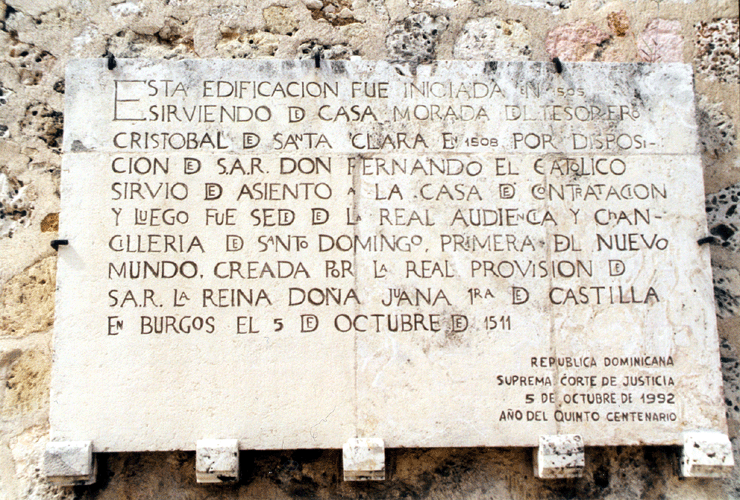 ESTA EDIFICACION FUE INICIADA EN 1505
SIRVIENDO DE CASA MORADA DEL TESORERO
CRISTOBAL DE SANTA CLARA EN 1508 POR DISPOSI-
CION DE S.A.R. DON FERNANDO EL CATOLICO
SIRVIO DE ASIENTO A LA CASA DE CONTRATACION
Y LUEGO FUE SEDE DE LA REAL AUDIENCIA Y CHAN-
CILLERIA DE SANTO DOMINGO, PRIMERA DEL NUEVO
MUNDO, CREADA POR LA REAL PROVISION DE
S.A.R. LA REINA DOÑA JUANA 1RA DE CASTILLA
EN BURGOS EL 5 DE OCTUBRE DE 1511
REPUBLICA DOMINICANA
SUPREMA CORTE DE JUSTICIA
5 DE OCTUBRE DE 1992
AÑO DEL QUINTO CENTENARIO